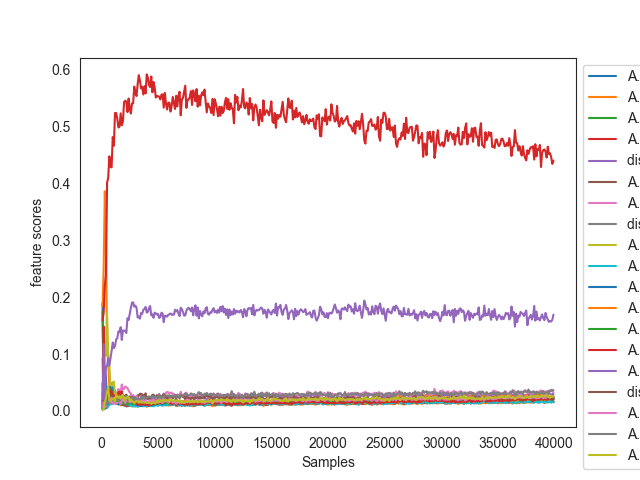 0.6
0.5
0.4
0.3
0.2
0.1
0.0
feature scores
0
5000
10000
15000
20000
25000
30000
35000
40000
Samples
A.
A.
A.
A.
dis
A.
A.
dis
A.
A.
A.
A.
A.
A.
A.
dis
A.
A.
A.